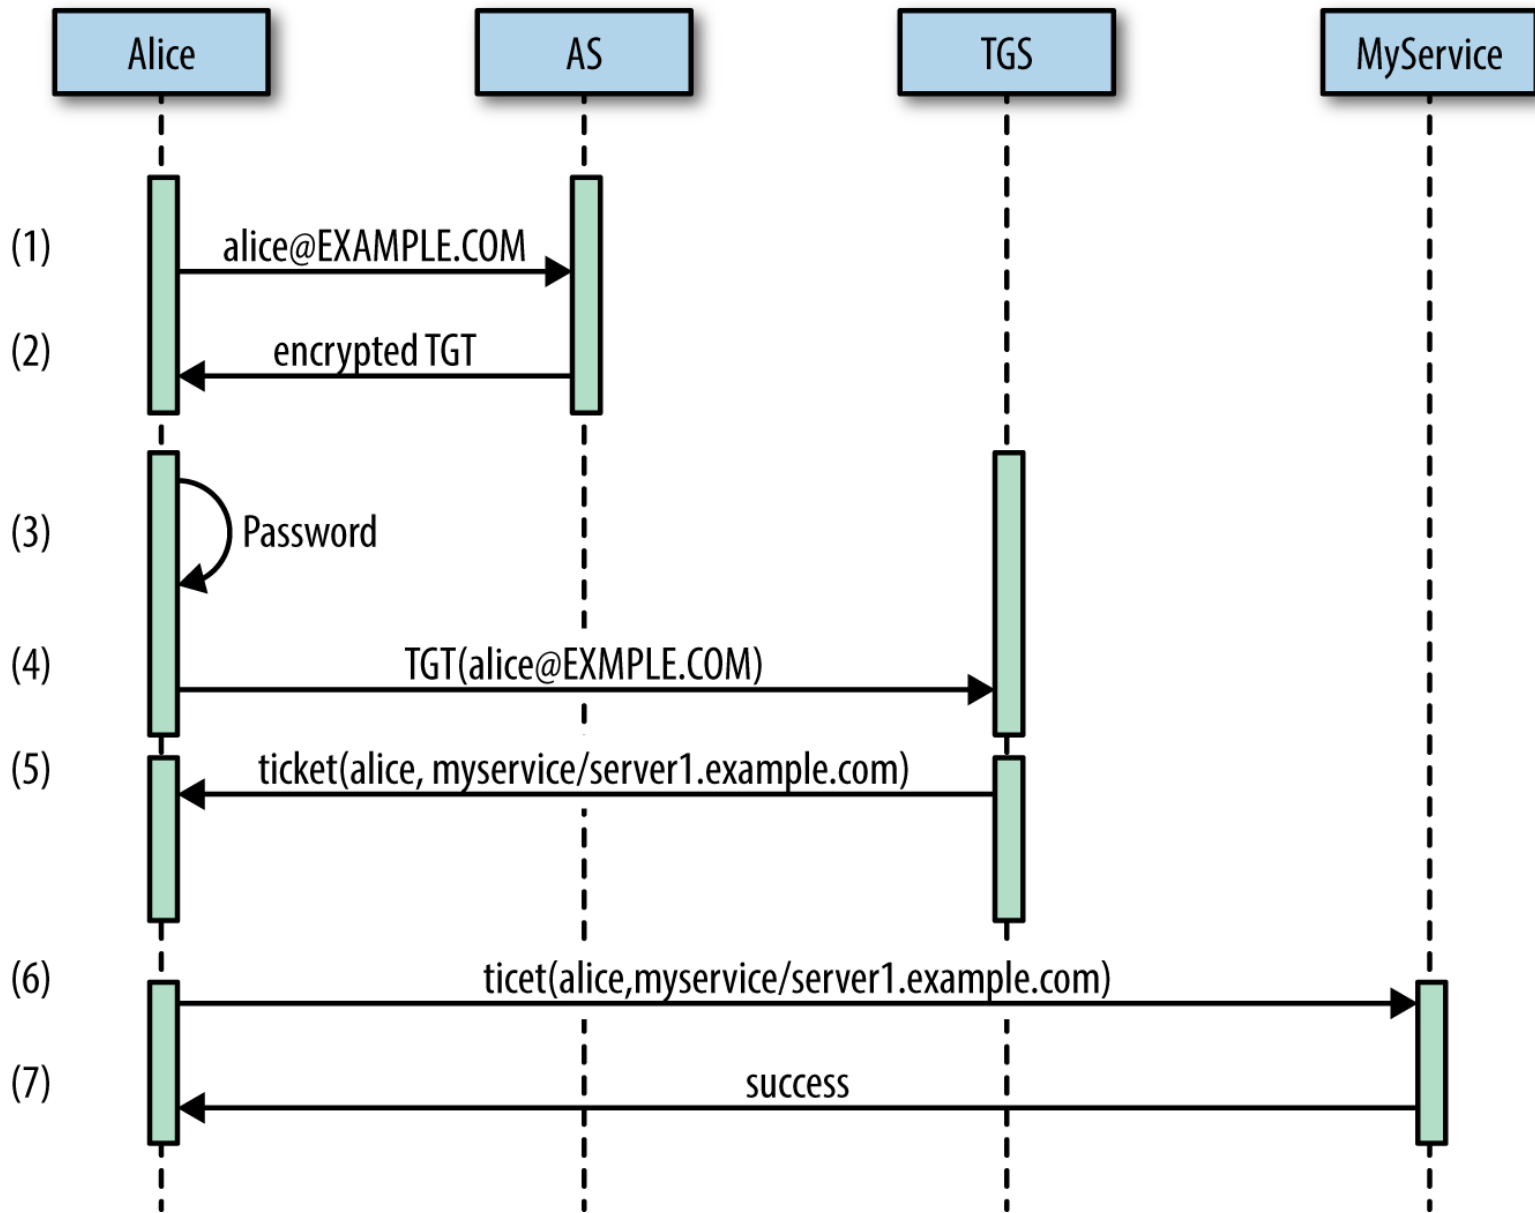 Alice
AS
TGS
MyService
(1)
alice@EXAMPLE.COM
(2)
encrypted TGT
(3)
Password
(4)
TGT(alice@EXMPLE.COM)
(5)
ticket(alice, myservice/server1.example.com)
(6)
ticet(alice,myservice/server1.example.com)
(7)
success